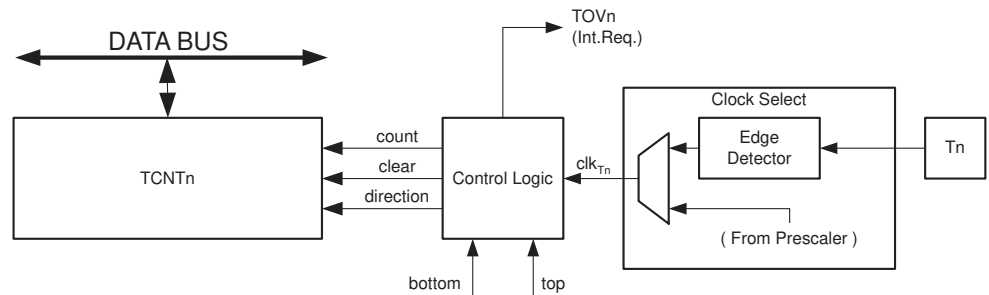 TOVn
(Int.Req.)
DATA BUS
Clock Select
count
Edge
Detector
Tn
TCNTn
clear
Control Logic
clkTn
direction
( From Prescaler )
bottom
top